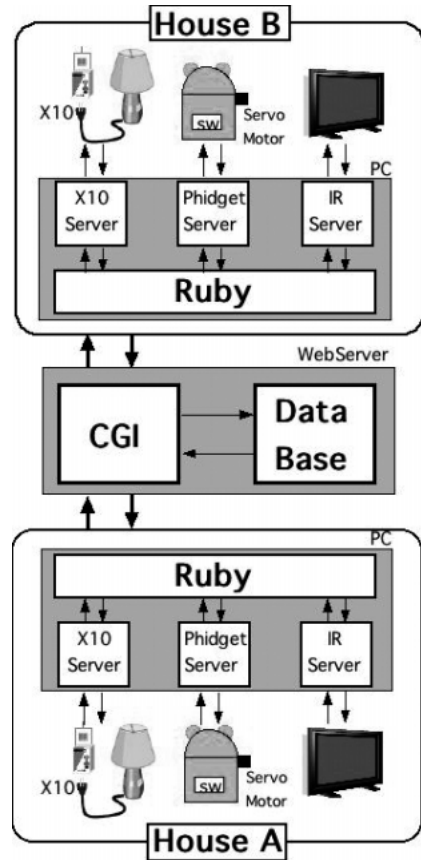 House B
X10
SW
Servo
Motor
PC
X10
Server
Phidget
Server
IR
Server
Ruby
WebServer
CGI
Data
Base
PC
Ruby
X10
Server
Phidget
Server
IR
Server
X10
SW
Servo
Motor
House A